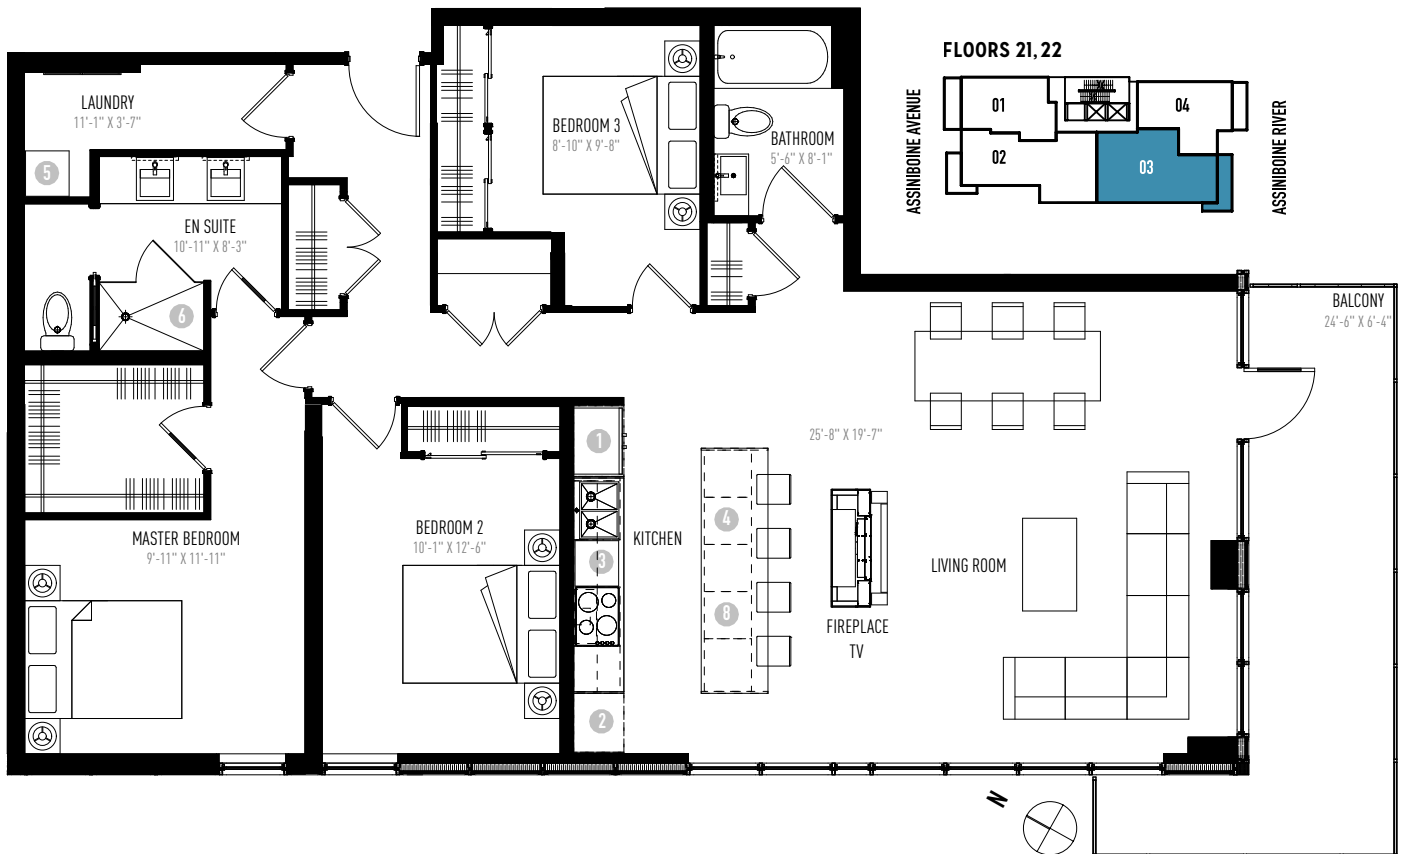 FLOORS 21, 22
ASSINIBOINE AVENUE
01
02
03
04
ASSINIBOINE RIVER
LAUNDRY
11'-1" X 3'-7"
5
BEDROOM 3
8'-10" X 9'-8"
BATHROOM
5'-6" X 8'-1"
EN SUITE
10'-11" X 8'-3"
6
BALCONY
24'-6" X 6'-4"
25'-8" X 19'-7"
1
MASTER BEDROOM
9'-11" X 11'-11"
BEDROOM 2
10'-1" X 12'-6"
KITCHEN
4
3
8
2
LIVING ROOM
FIREPLACE
TV
N